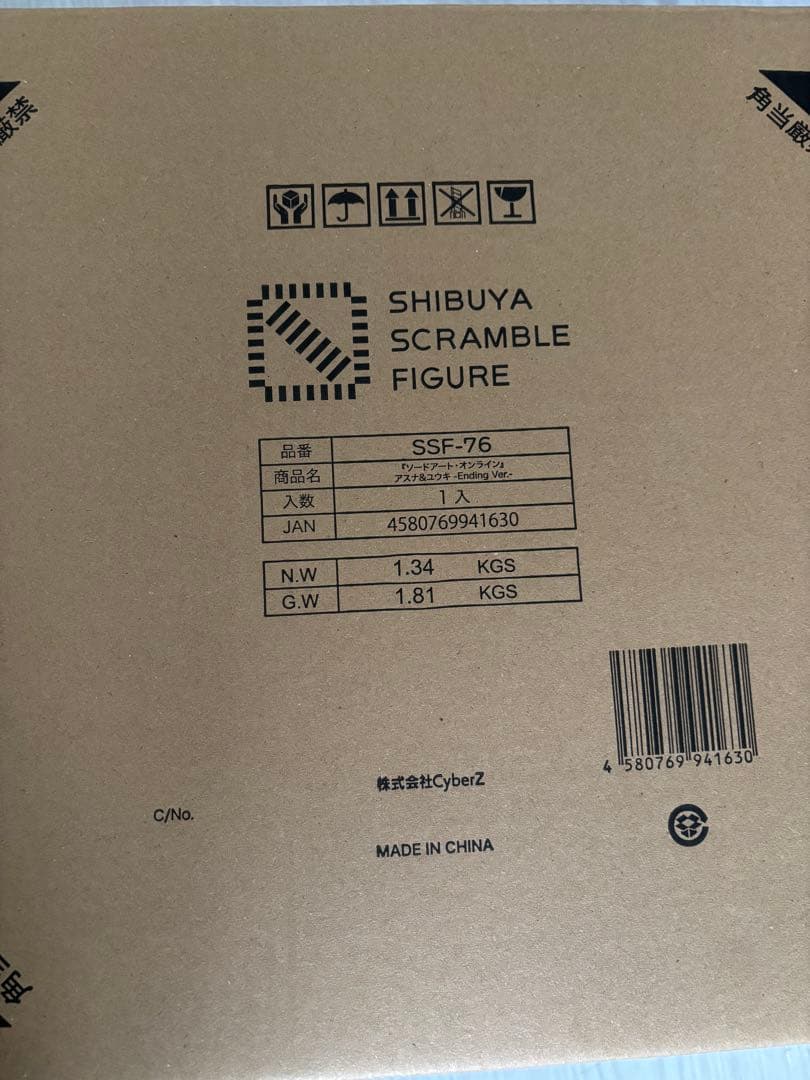 厳禁
角当厳禁
SHIBUYA
SCRAMBLE
FIGURE
品番 SSF-76
商品名 『ソードアート・オンライン』
アスナ&ユウキ -Ending Ver.-
入数 1入
JAN 4580769941630
N.W 1.34 KGS
G.W 1.81 KGS
4 580769 941630
株式会社CyberZ
C/No.
MADE IN CHINA
角